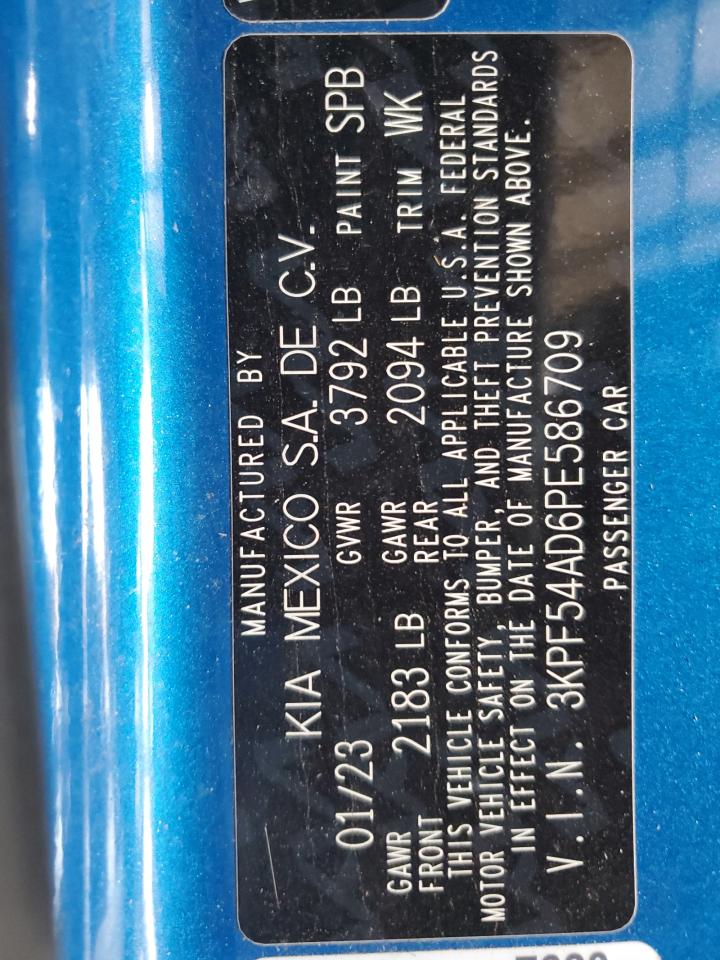 MANUFACTURED BY
KIA MEXICO S.A. DE C.V.
01/23 GVWR 3792 LB PAINT SPB
GAWR FRONT 2183 LB GAWR REAR 2094 LB TRIM WK
THIS VEHICLE CONFORMS TO ALL APPLICABLE U.S.A. FEDERAL
MOTOR VEHICLE SAFETY, BUMPER, AND THEFT PREVENTION STANDARDS
IN EFFECT ON THE DATE OF MANUFACTURE SHOWN ABOVE.
V.I.N. 3KPF54AD6PE586709
PASSENGER CAR